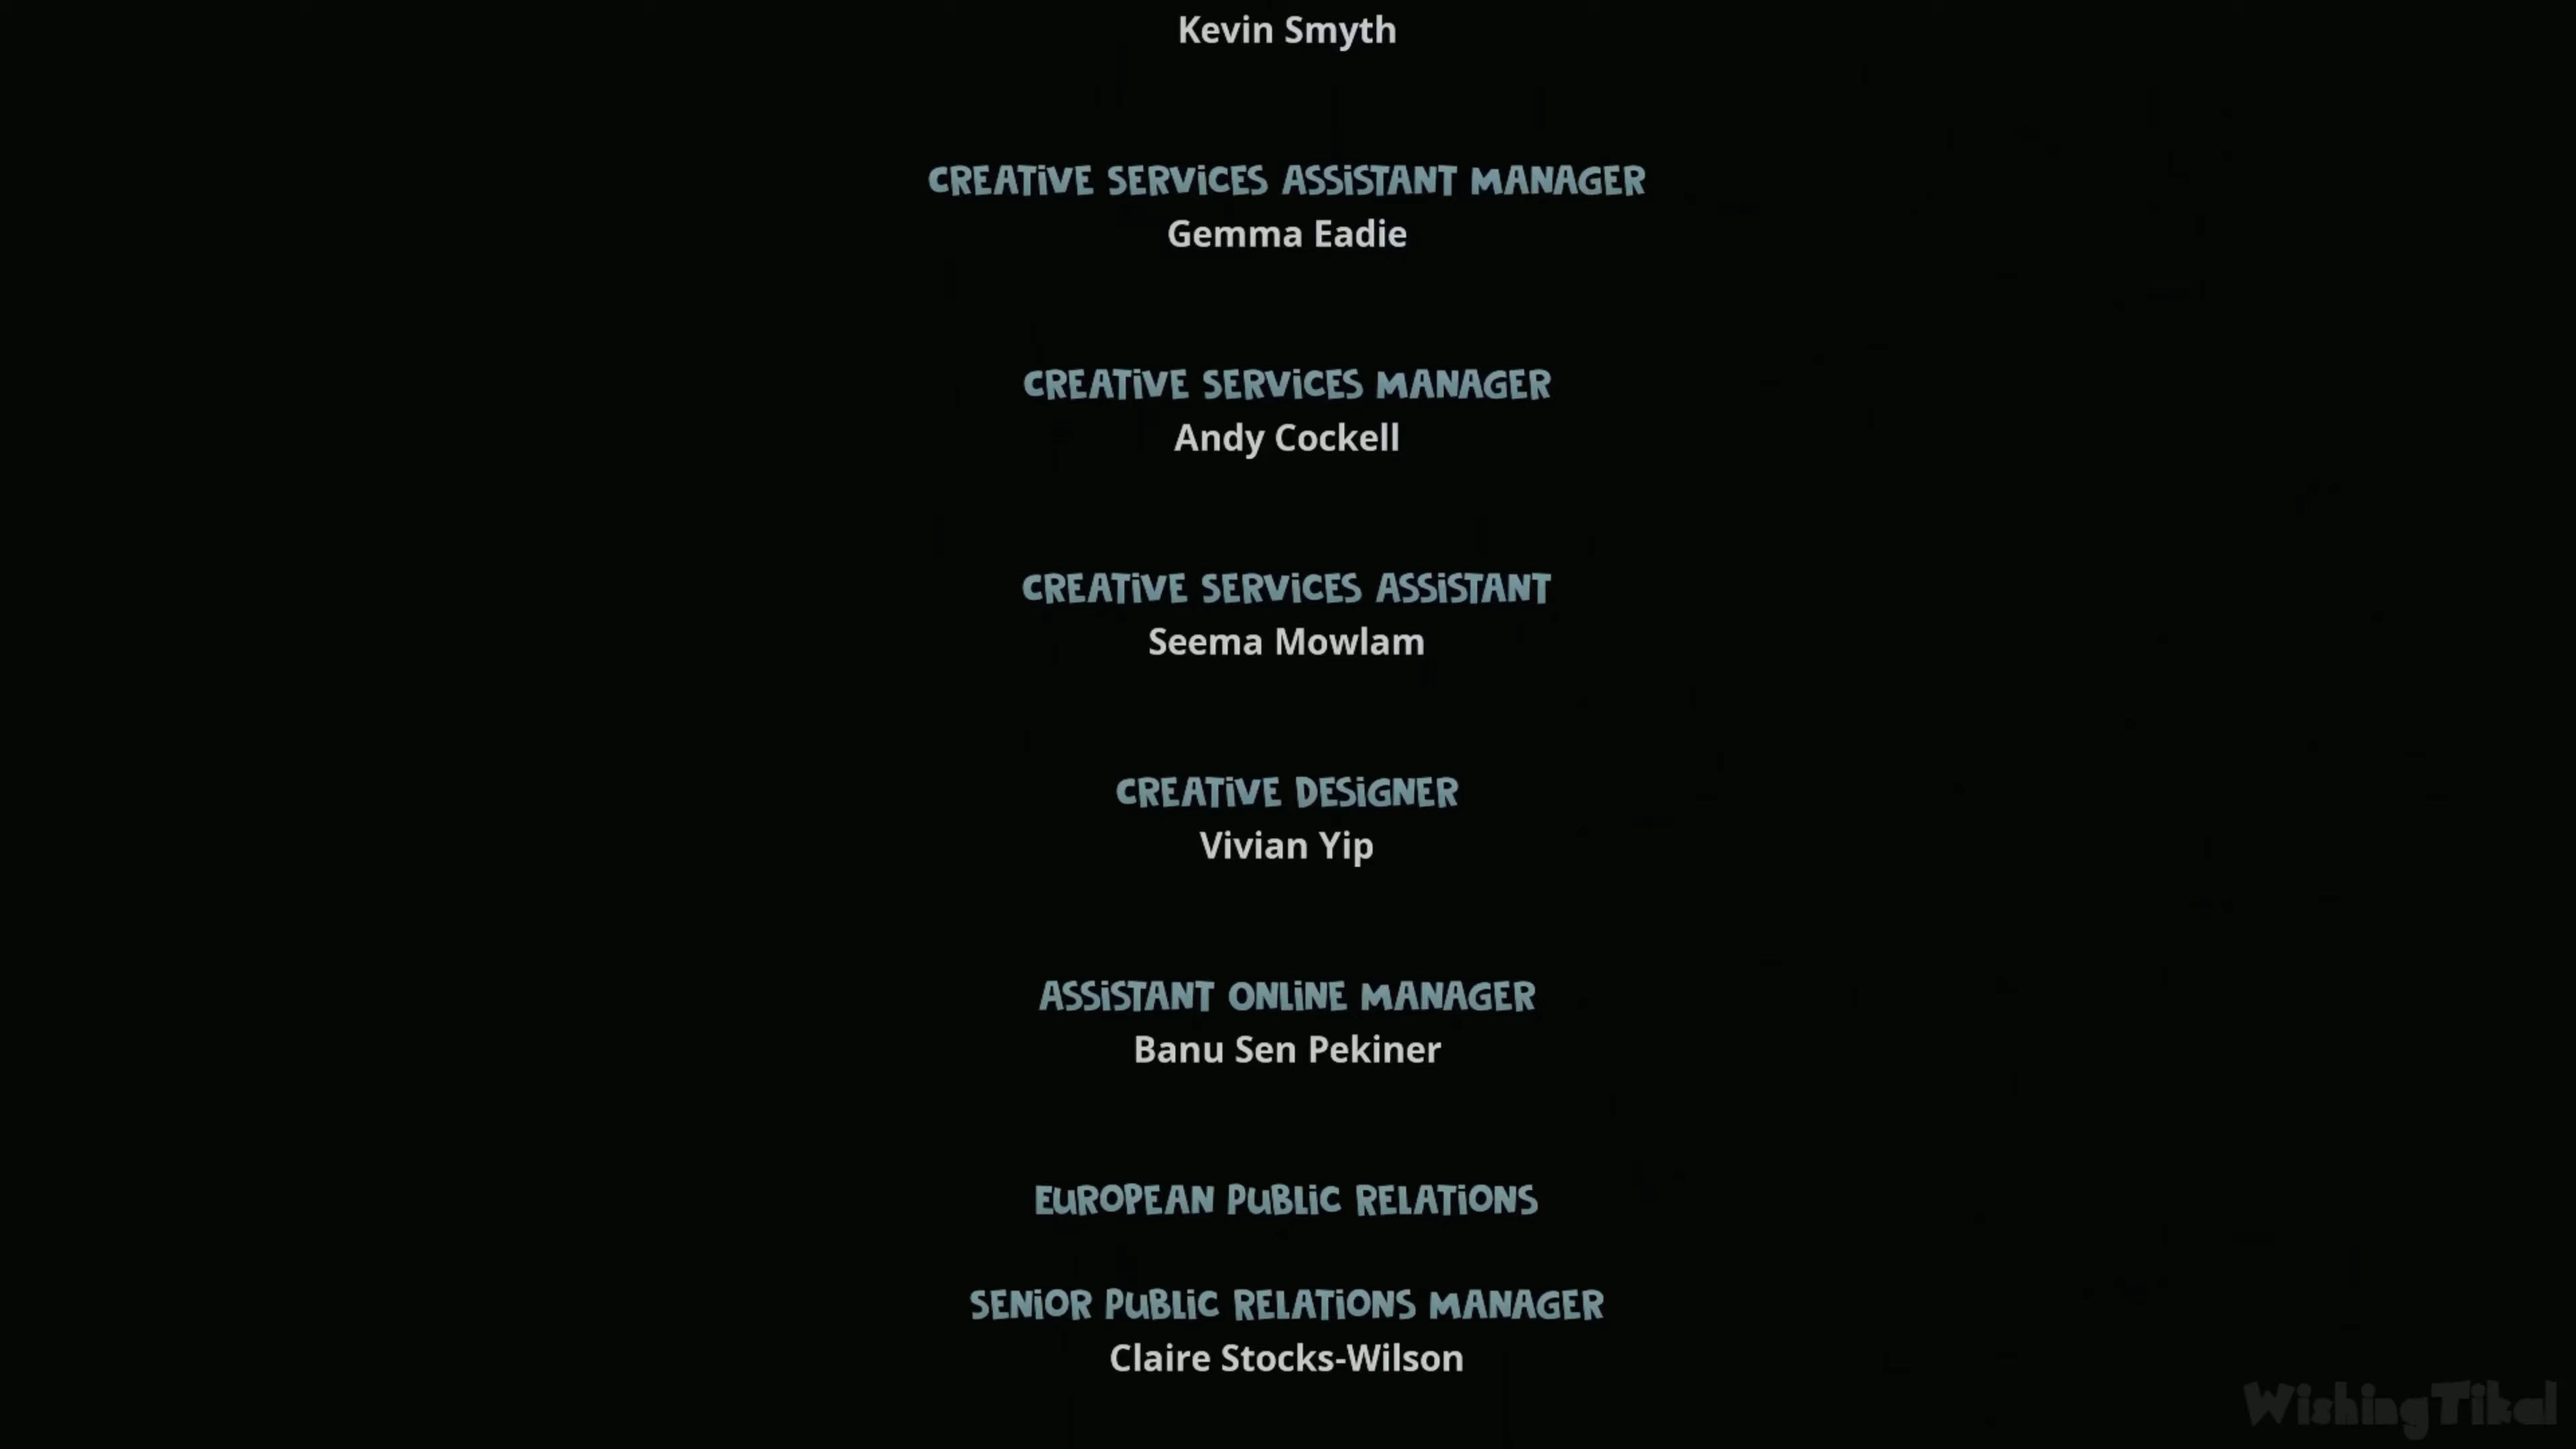 Kevin Smyth
CREATiVE SERViCES ASSiSTANT MANAGER
Gemma Eadie
CREATiVE SERViCES MANAGER
Andy Cockell
CREATiVE SERViCES ASSiSTANT
Seema Mowlam
CREATiVE DESiGNER
Vivian Yip
ASSiSTANT ONLiNE MANAGER
Banu Sen Pekiner
EUROPEAN PUBLiC RELATiONS
SENiOR PUBLiC RELATiONS MANAGER
Claire Stocks-Wilson
WishingTikal